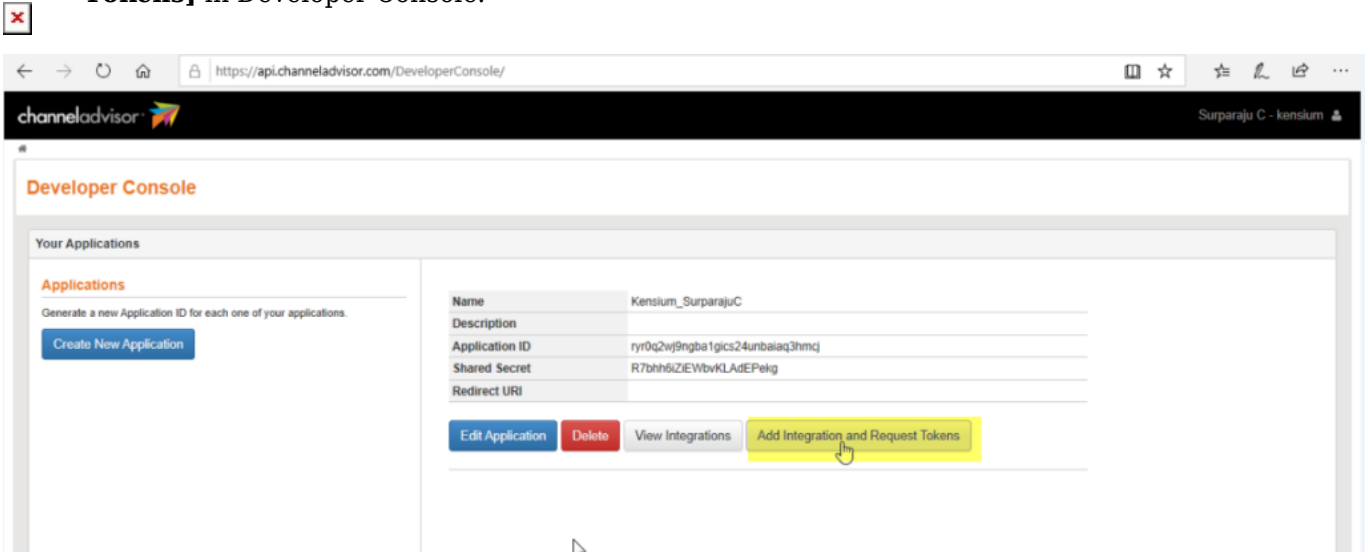 Tokens] in Developer Console.
https://api.channeladvisor.com/DeveloperConsole/
channeladvisor
Surparaju C - kensium
Developer Console
Your Applications
Applications
Generate a new Application ID for each one of your applications.
Create New Application
Name Kensium_SurparajuC
Description
Application ID ryr0q2wj9ngba1gics24unbaiaq3hmcj
Shared Secret R7bhh6iZiEWbvKLAdEPekg
Redirect URI
Edit Application Delete View Integrations Add Integration and Request Tokens